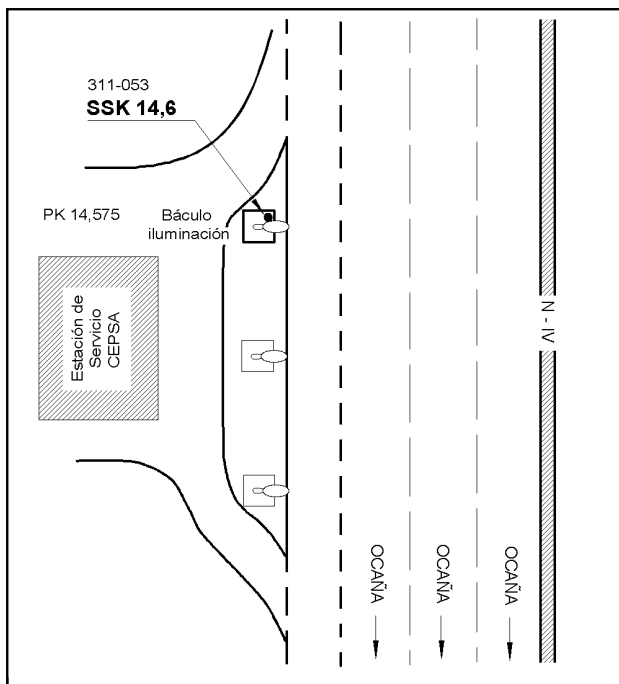 311-053
SSK 14,6
PK 14,575
Báculo
iluminación
Estación de
Servicio
CEPSA
N - IV
OCAÑA
OCAÑA
OCAÑA